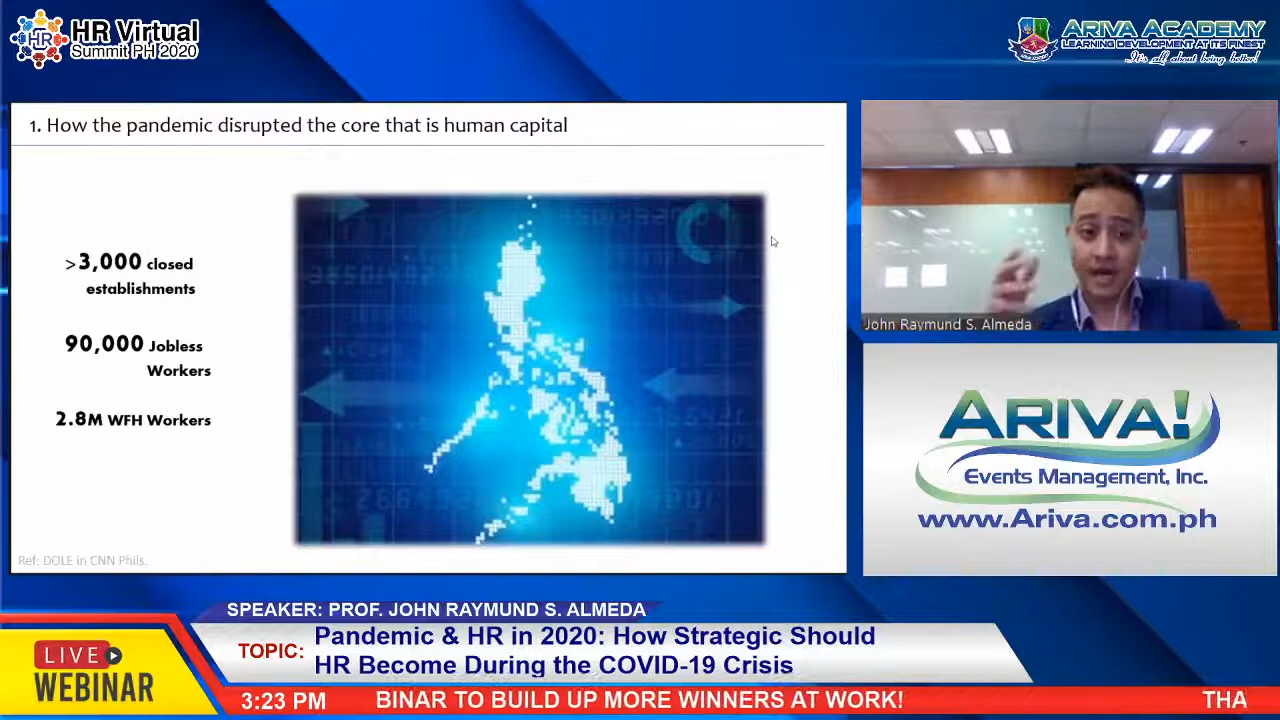 HR Virtual
Summit PH 2020
HR
ARIVA ACADEMY
LEARNING DEVELOPMENT AT ITS FINEST
It's all about being better!
1. How the pandemic disrupted the core that is human capital
>3,000 closed
establishments
90,000 Jobless
Workers
2.8M WFH Workers
Ref: DOLE in CNN Phils.
John Raymund S. Almeda
ARIVA!
Events Management, Inc.
www.Ariva.com.ph
SPEAKER: PROF. JOHN RAYMUND S. ALMEDA
TOPIC: Pandemic & HR in 2020: How Strategic Should
HR Become During the COVID-19 Crisis
LIVE
WEBINAR
3:23 PM BINAR TO BUILD UP MORE WINNERS AT WORK! THA